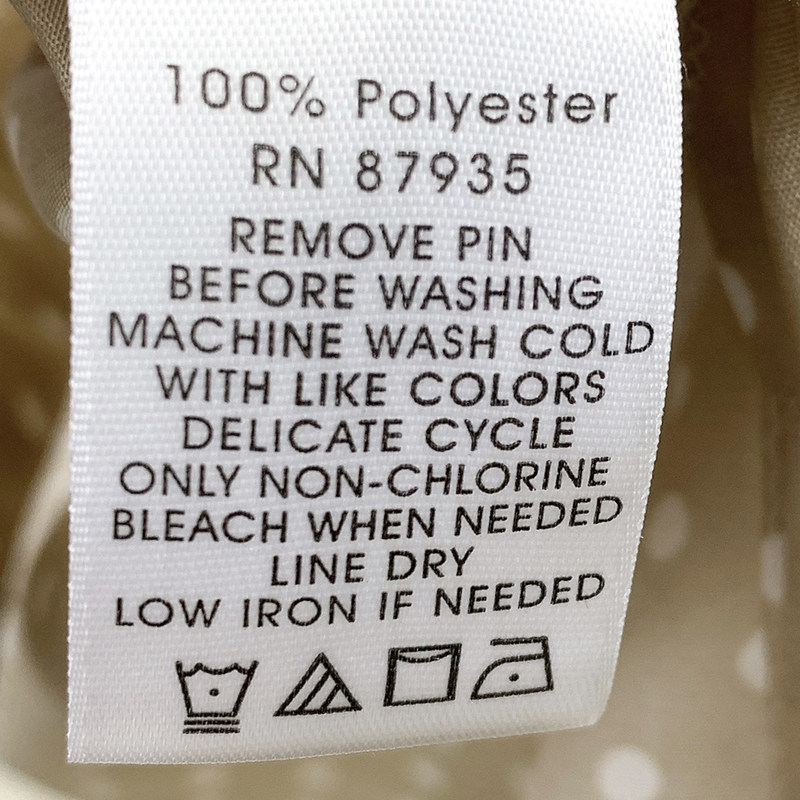 100% Polyester
RN 87935
REMOVE PIN
BEFORE WASHING
MACHINE WASH COLD
WITH LIKE COLORS
DELICATE CYCLE
ONLY NON-CHLORINE
BLEACH WHEN NEEDED
LINE DRY
LOW IRON IF NEEDED